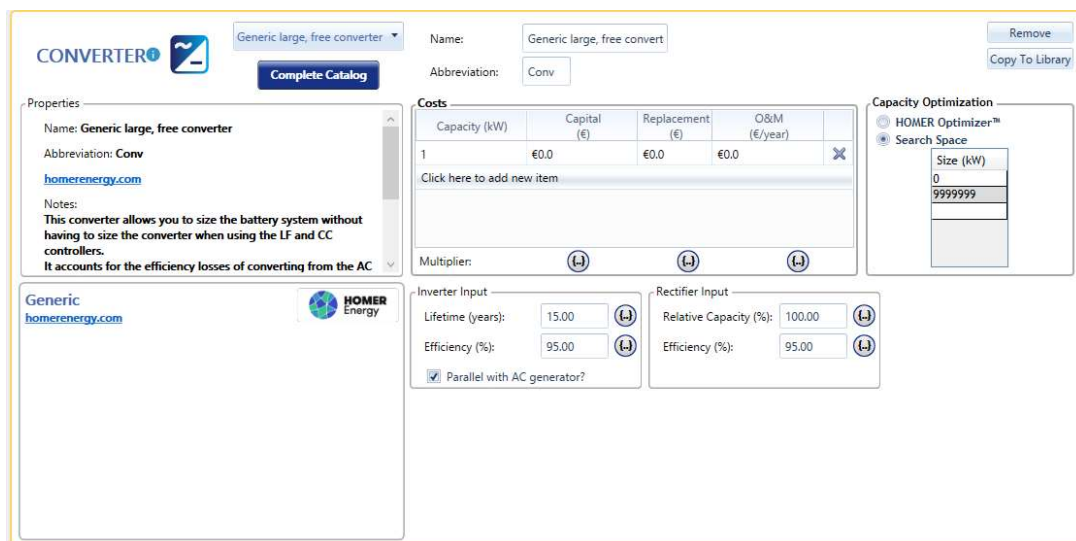 CONVERTER
Generic large, free converter
Complete Catalog
Name:
Generic large, free convert
Abbreviation:
Conv
Remove
Copy To Library
Properties
Name: Generic large, free converter
Abbreviation: Conv
homerenergy.com
Notes:
This converter allows you to size the battery system without
having to size the converter when using the LF and CC
controllers.
It accounts for the efficiency losses of converting from the AC
Costs
Capacity (kW)
Capital
(€)
Replacement
(€)
O&M
(€/year)
1
€0.0
€0.0
€0.0
Click here to add new item
Multiplier:
{..}
{..}
{..}
Capacity Optimization
HOMER Optimizer™
Search Space
Size (kW)
0
9999999
Generic
homerenergy.com
HOMER
Energy
Inverter Input
Lifetime (years):
15.00
{..}
Efficiency (%):
95.00
{..}
Parallel with AC generator?
Rectifier Input
Relative Capacity (%):
100.00
{..}
Efficiency (%):
95.00
{..}